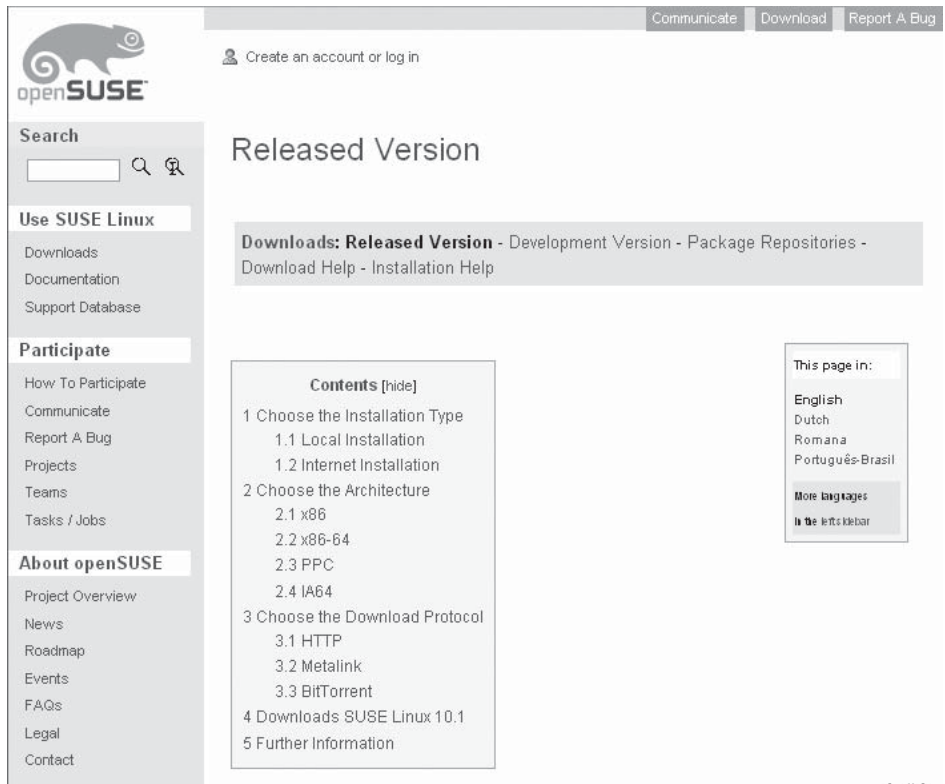 Communicate Download Report A Bug
openSUSE
Create an account or log in
Search
Released Version
Use SUSE Linux
Downloads
Documentation
Support Database
Downloads: Released Version - Development Version - Package Repositories -
Download Help - Installation Help
Participate
How To Participate
Communicate
Report A Bug
Projects
Teams
Tasks / Jobs
About openSUSE
Project Overview
News
Roadmap
Events
FAQs
Legal
Contact
Contents [hide]
1 Choose the Installation Type
1.1 Local Installation
1.2 Internet Installation
2 Choose the Architecture
2.1 x86
2.2 x86-64
2.3 PPC
2.4 IA64
3 Choose the Download Protocol
3.1 HTTP
3.2 Metalink
3.3 BitTorrent
4 Downloads SUSE Linux 10.1
5 Further Information
This page in:
English
Dutch
Romana
Português-Brasil
More languages
In the left sidebar